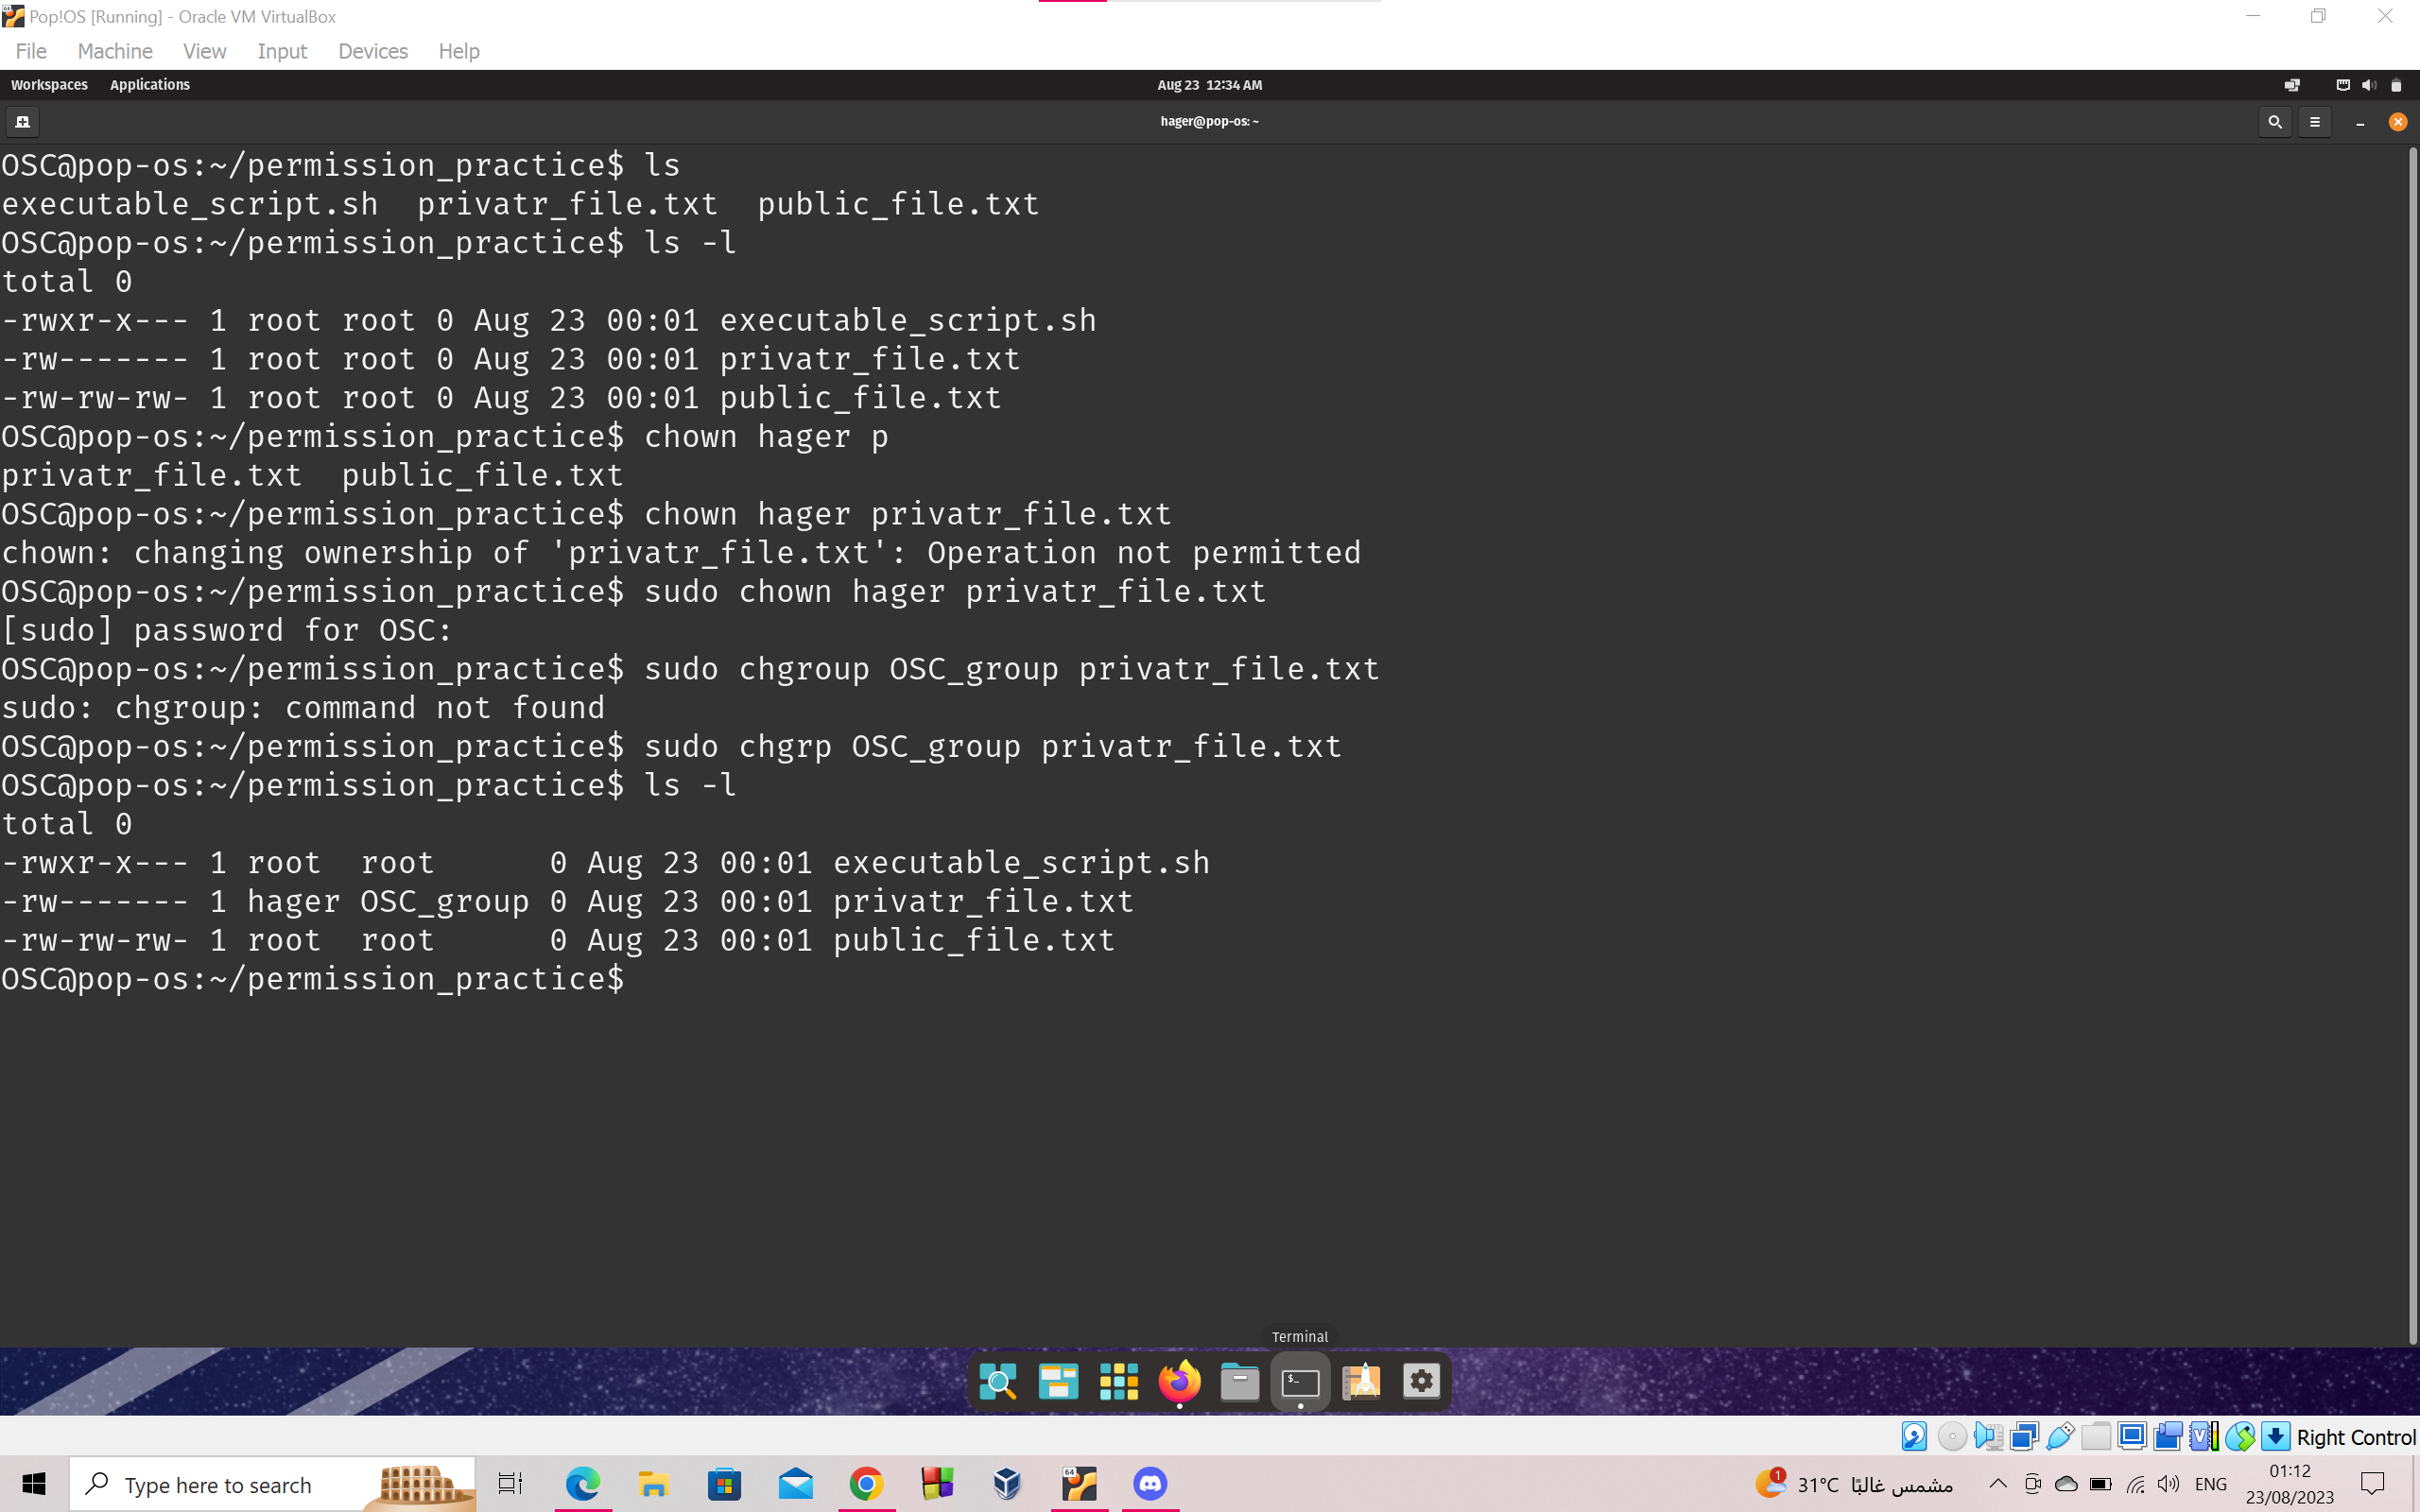 Pop!OS [Running] - Oracle VM VirtualBox
File Machine View Input Devices Help
Workspaces Applications Aug 23 12:34 AM
hager@pop-os: ~
OSC@pop-os:~/permission_practice$ ls
executable_script.sh  privatr_file.txt  public_file.txt
OSC@pop-os:~/permission_practice$ ls -l
total 0
-rwxr-x--- 1 root root 0 Aug 23 00:01 executable_script.sh
-rw------- 1 root root 0 Aug 23 00:01 privatr_file.txt
-rw-rw-rw- 1 root root 0 Aug 23 00:01 public_file.txt
OSC@pop-os:~/permission_practice$ chown hager p
privatr_file.txt  public_file.txt
OSC@pop-os:~/permission_practice$ chown hager privatr_file.txt
chown: changing ownership of 'privatr_file.txt': Operation not permitted
OSC@pop-os:~/permission_practice$ sudo chown hager privatr_file.txt
[sudo] password for OSC:
OSC@pop-os:~/permission_practice$ sudo chgroup OSC_group privatr_file.txt
sudo: chgroup: command not found
OSC@pop-os:~/permission_practice$ sudo chgrp OSC_group privatr_file.txt
OSC@pop-os:~/permission_practice$ ls -l
total 0
-rwxr-x--- 1 root  root      0 Aug 23 00:01 executable_script.sh
-rw------- 1 hager OSC_group 0 Aug 23 00:01 privatr_file.txt
-rw-rw-rw- 1 root  root      0 Aug 23 00:01 public_file.txt
OSC@pop-os:~/permission_practice$
Terminal
Right Control
Type here to search
1 31°C مشمس غالبًا ENG
01:12
23/08/2023